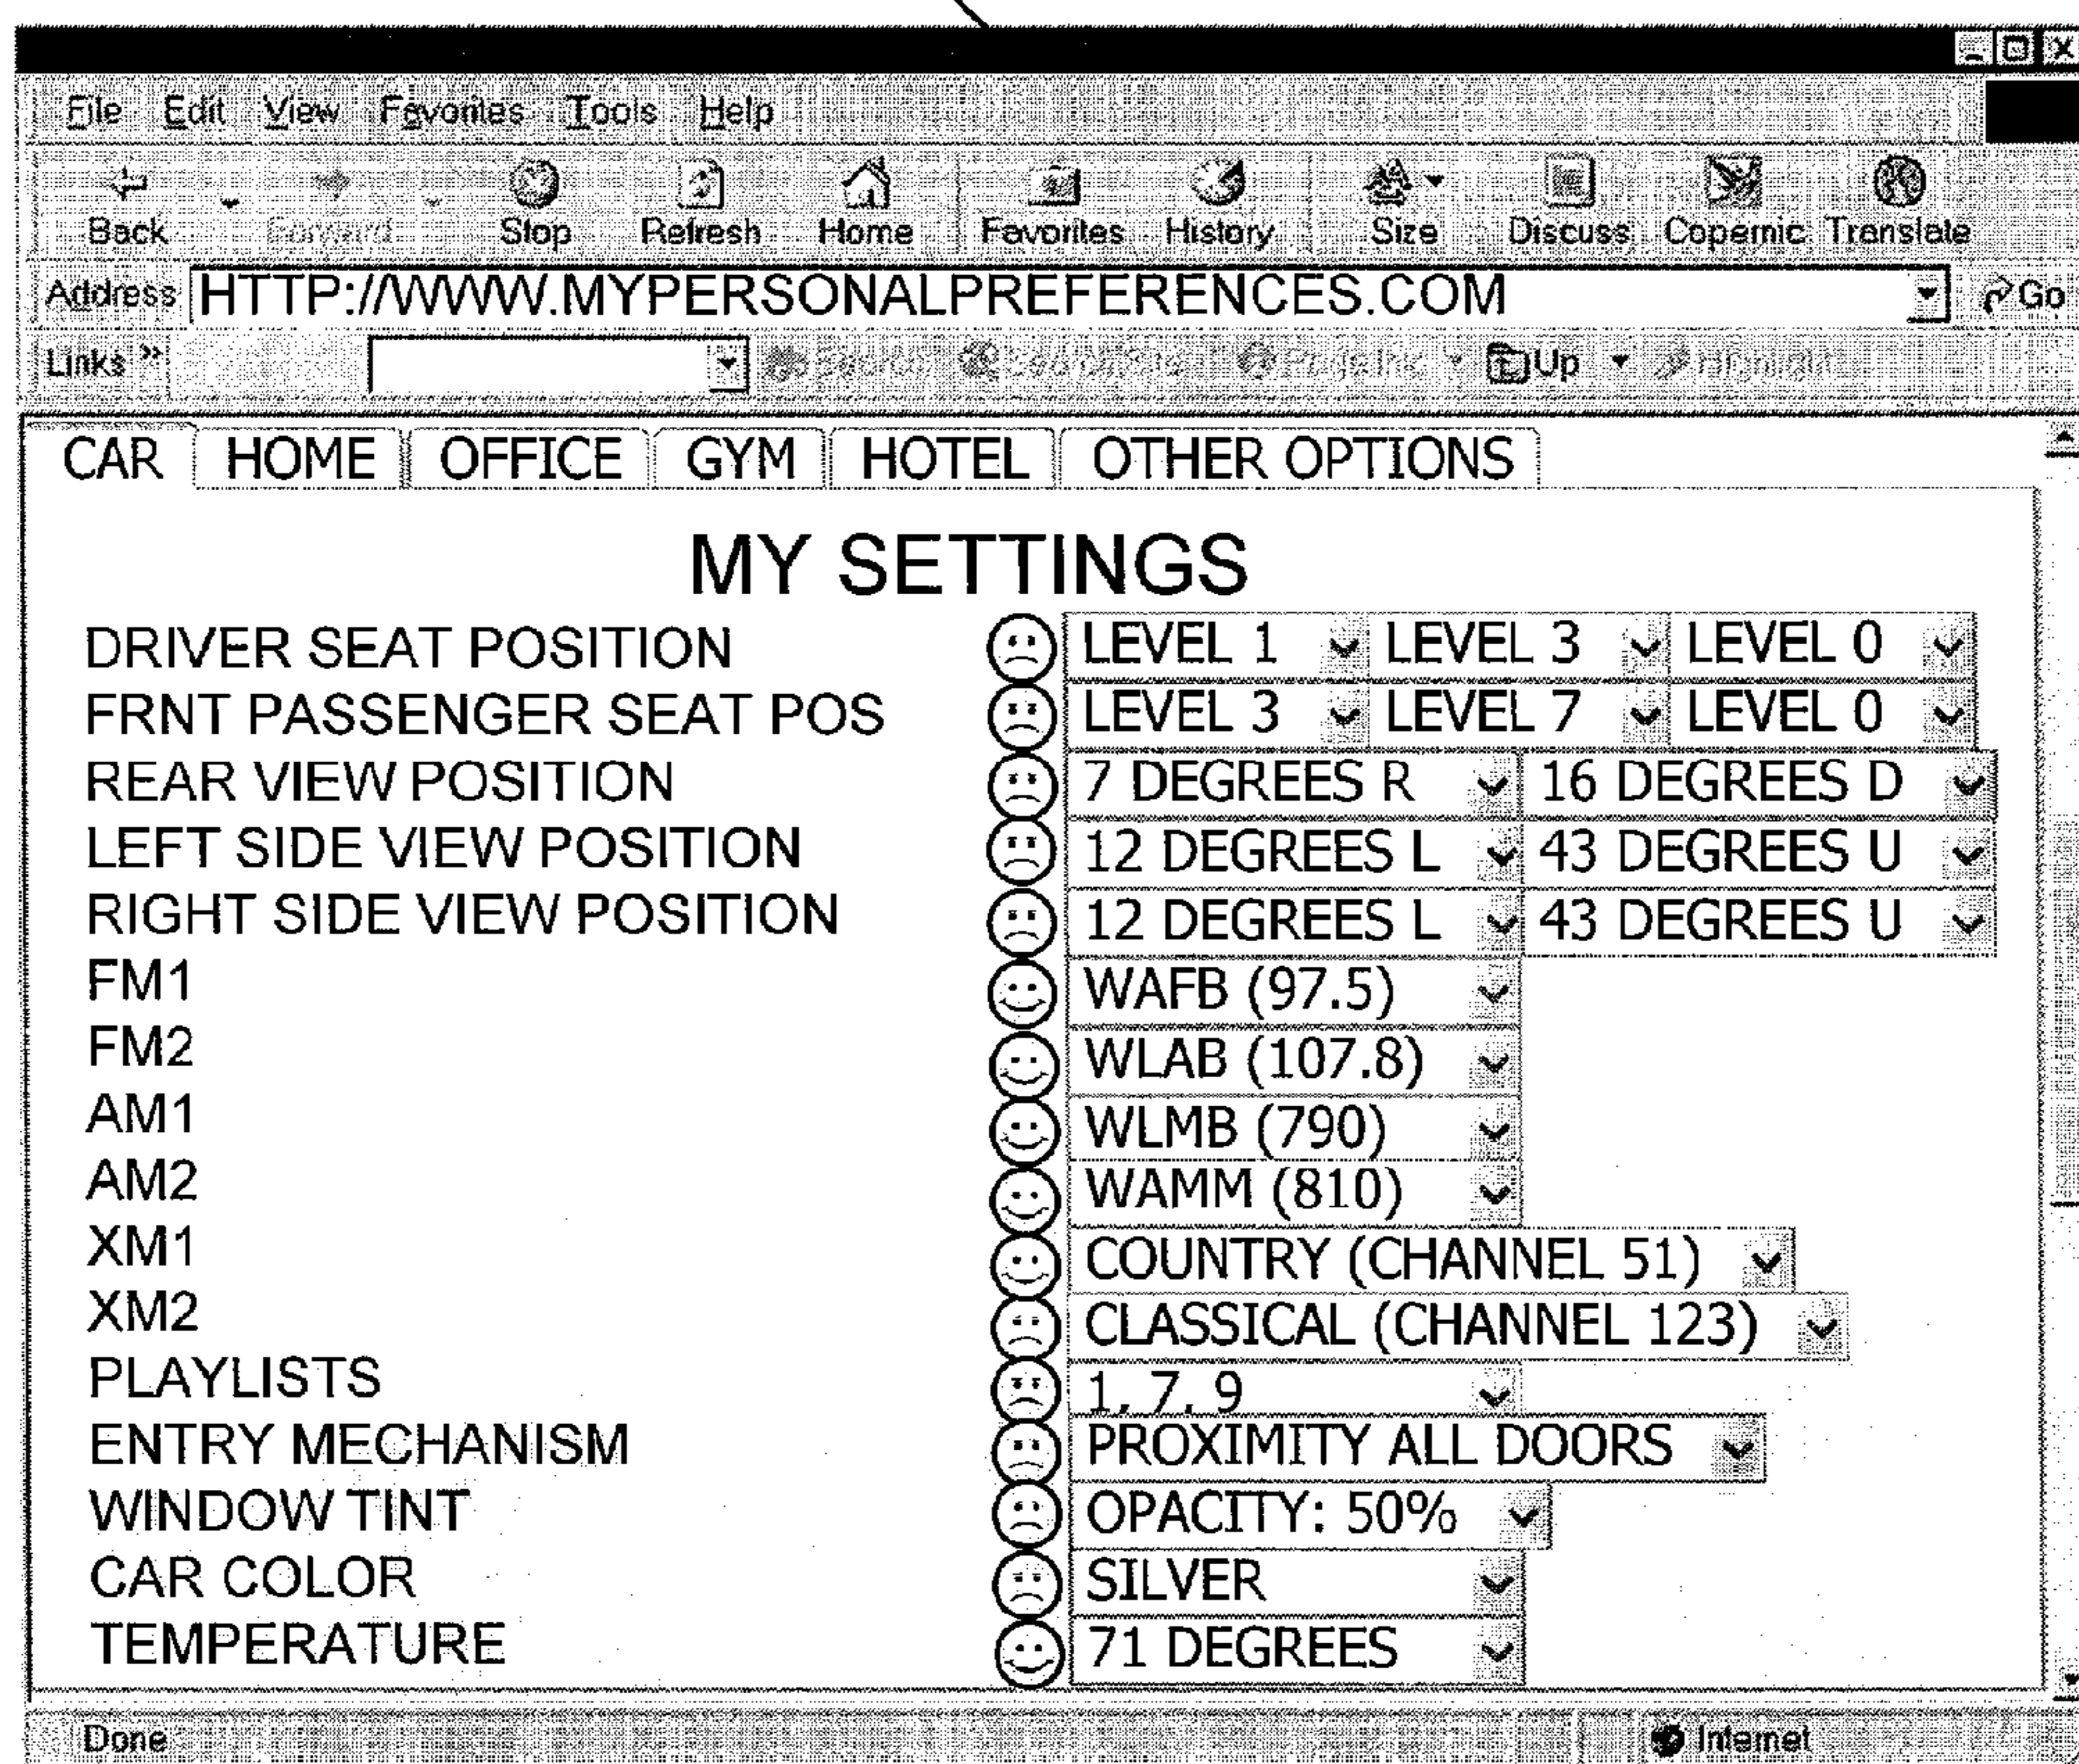 File Edit View Favorites Tools Help
Back Forward Stop Refresh Home Favorites History Size Discuss Copernic Translate
Address HTTP://WWW.MYPERSONALPREFERENCES.COM Go
Links » Up
CAR HOME OFFICE GYM HOTEL OTHER OPTIONS
MY SETTINGS
DRIVER SEAT POSITION LEVEL 1 LEVEL 3 LEVEL 0
FRNT PASSENGER SEAT POS LEVEL 3 LEVEL 7 LEVEL 0
REAR VIEW POSITION 7 DEGREES R 16 DEGREES D
LEFT SIDE VIEW POSITION 12 DEGREES L 43 DEGREES U
RIGHT SIDE VIEW POSITION 12 DEGREES L 43 DEGREES U
FM1 WAFB (97.5)
FM2 WLAB (107.8)
AM1 WLMB (790)
AM2 WAMM (810)
XM1 COUNTRY (CHANNEL 51)
XM2 CLASSICAL (CHANNEL 123)
PLAYLISTS 1, 7, 9
ENTRY MECHANISM PROXIMITY ALL DOORS
WINDOW TINT OPACITY: 50%
CAR COLOR SILVER
TEMPERATURE 71 DEGREES
Done Internet